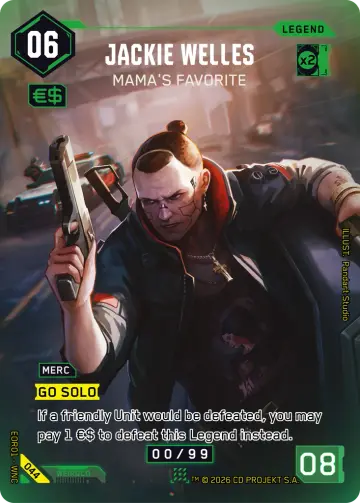 06
LEGEND
JACKIE WELLES
MAMA'S FAVORITE
x2
€$
ILLUST. Pandart Studio
MERC
GO SOLO
If a friendly Unit would be defeated, you may
pay 1 €$ to defeat this Legend instead.
00/99
044
08
™ © 2026 CD PROJEKT S.A.